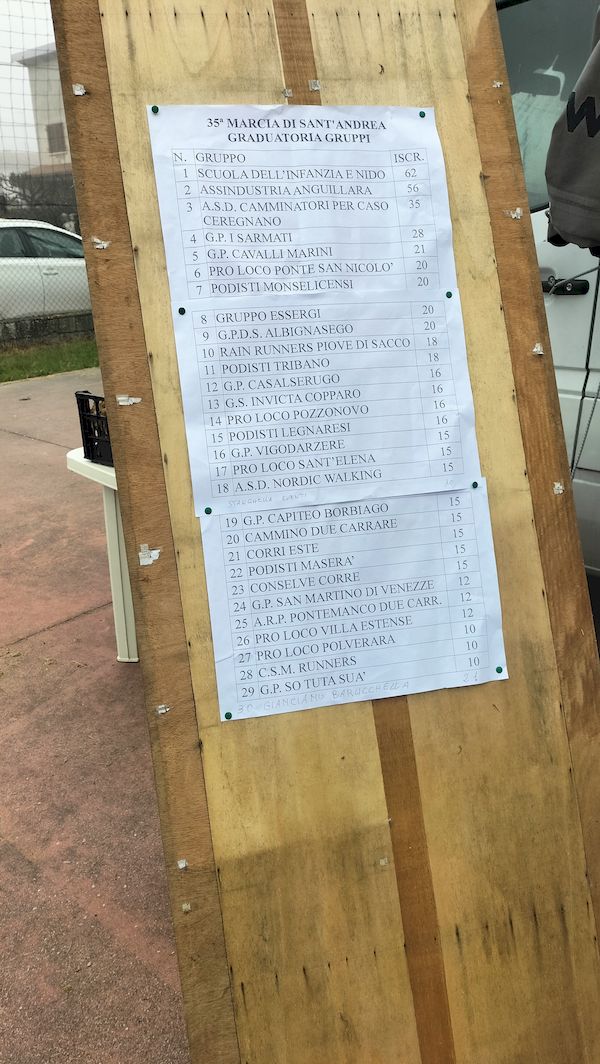 35ª MARCIA DI SANT'ANDREA
GRADUATORIA GRUPPI
N. GRUPPO ISCR.
1 SCUOLA DELL'INFANZIA E NIDO 62
2 ASSINDUSTRIA ANGUILLARA 56
3 A.S.D. CAMMINATORI PER CASO 35
CEREGNANO
4 G.P. I SARMATI 28
5 G.P. CAVALLI MARINI 21
6 PRO LOCO PONTE SAN NICOLO' 20
7 PODISTI MONSELICENSI 20
8 GRUPPO ESSERGI 20
9 G.P.D.S. ALBIGNASEGO 20
10 RAIN RUNNERS PIOVE DI SACCO 18
11 PODISTI TRIBANO 18
12 G.P. CASALSERUGO 16
13 G.S. INVICTA COPPARO 16
14 PRO LOCO POZZONOVO 16
15 PODISTI LEGNARESI 16
16 G.P. VIGODARZERE 15
17 PRO LOCO SANT'ELENA 15
18 A.S.D. NORDIC WALKING 15
STANGHELLA EVENTI
19 G.P. CAPITEO BORBIAGO 15
20 CAMMINO DUE CARRARE 15
21 CORRI ESTE 15
22 PODISTI MASERA' 15
23 CONSELVE CORRE 15
24 G.P. SAN MARTINO DI VENEZZE 12
25 A.R.P. PONTEMANCO DUE CARR. 12
26 PRO LOCO VILLA ESTENSE 12
27 PRO LOCO POLVERARA 10
28 C.S.M. RUNNERS 10
29 G.P. SO TUTA SUA' 10
30 BARUCCHELLA 21